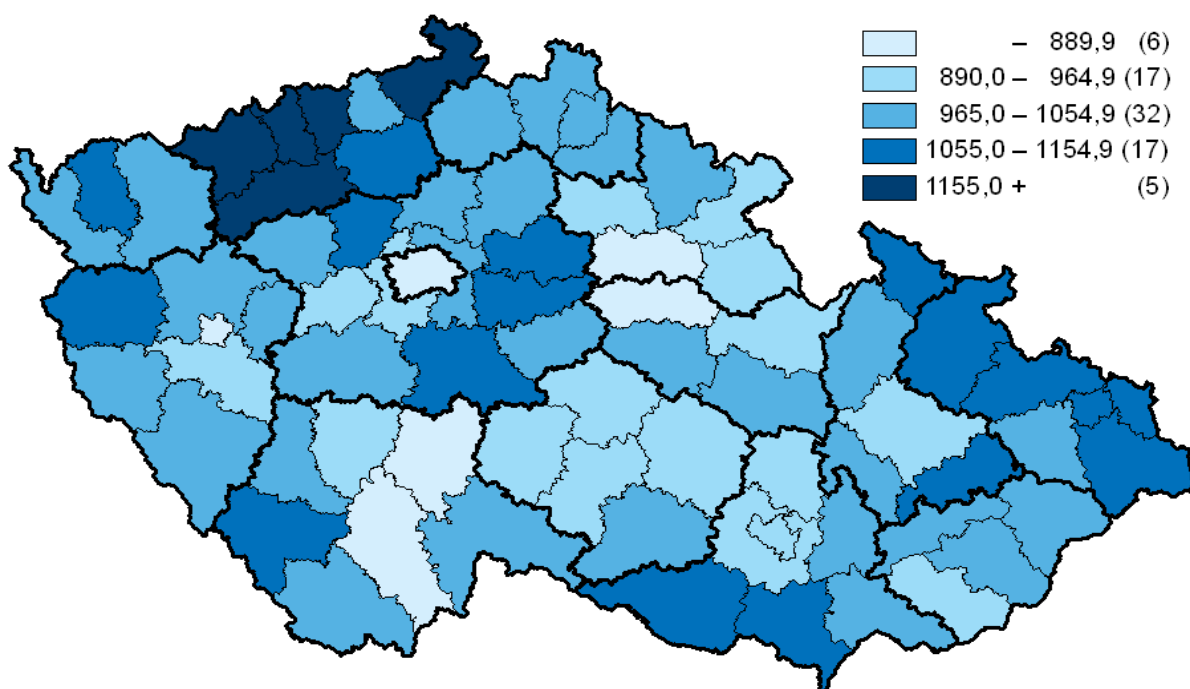 – 889,9 (6)
890,0 – 964,9 (17)
965,0 – 1054,9 (32)
1055,0 – 1154,9 (17)
1155,0 + (5)